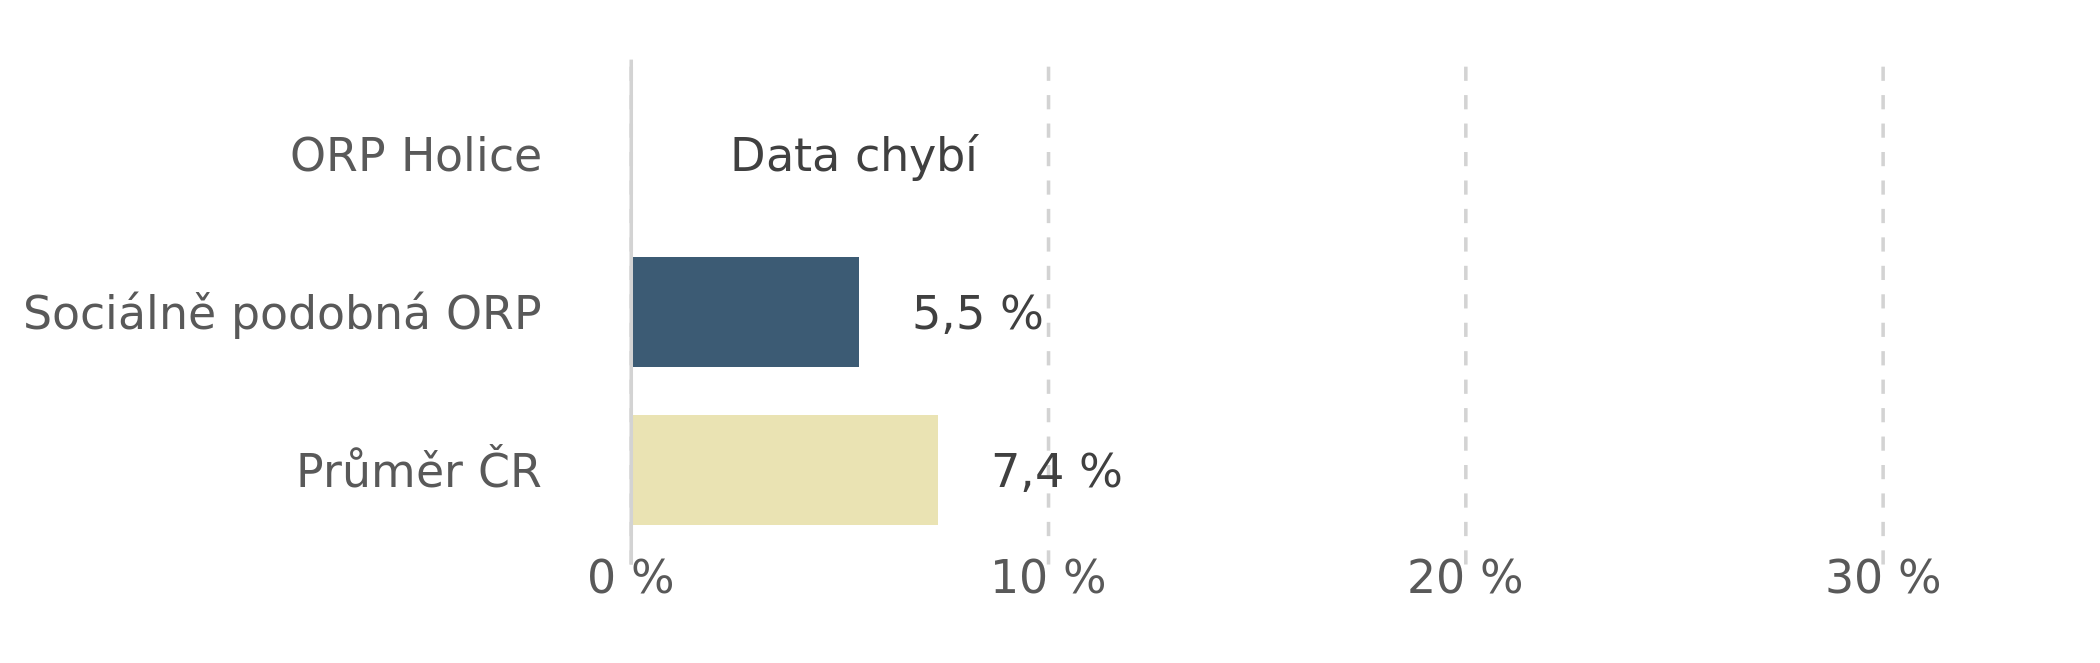 ORP Holice
Data chybí
Sociálně podobná ORP
5,5 %
Průměr ČR
7,4 %
0 %
10 %
20 %
30 %